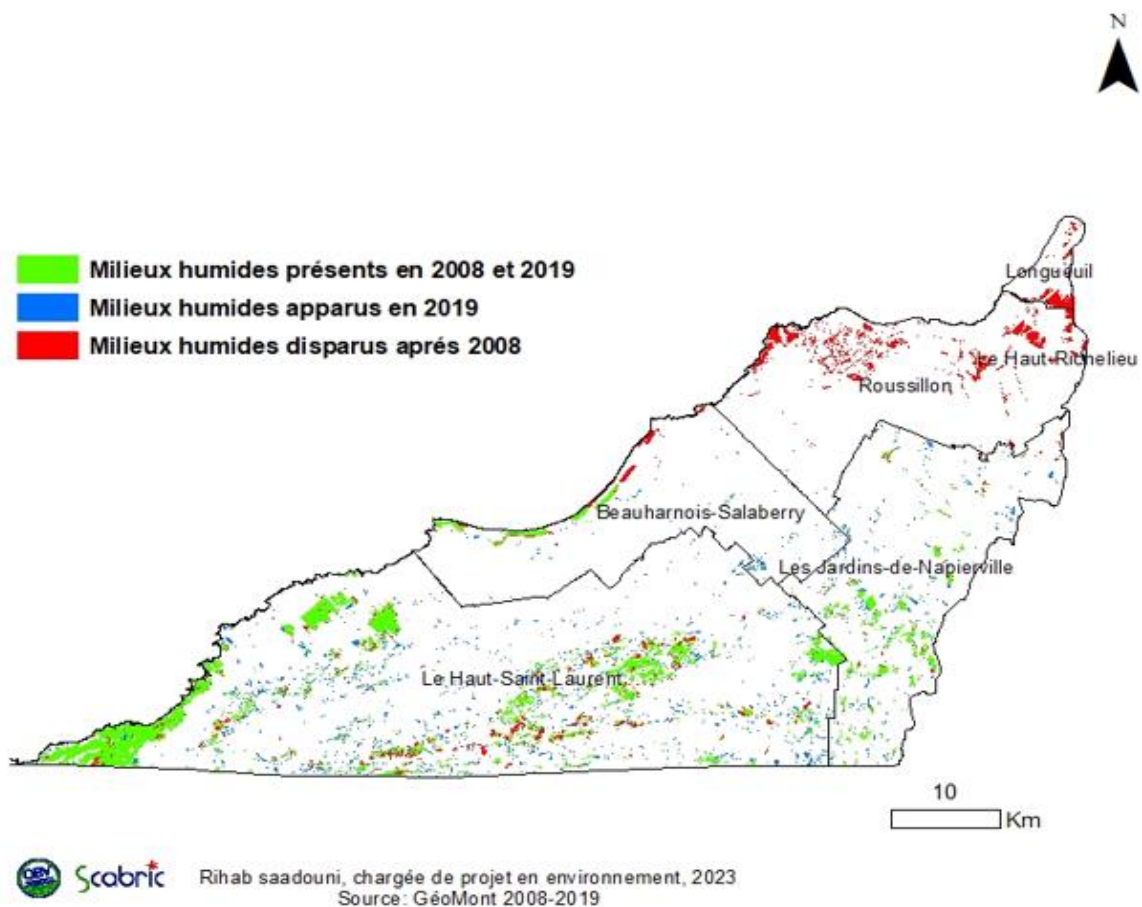 N
Milieux humides présents en 2008 et 2019
Milieux humides apparus en 2019
Milieux humides disparus aprés 2008
Longueuil
Le Haut-Richelieu
Roussillon
Beauharnois-Salaberry
Les Jardins-de-Napierville
Le Haut-Saint-Laurent
10
Km
OBV
Scabric
Rihab saadouni, chargée de projet en environnement, 2023
Source: GéoMont 2008-2019